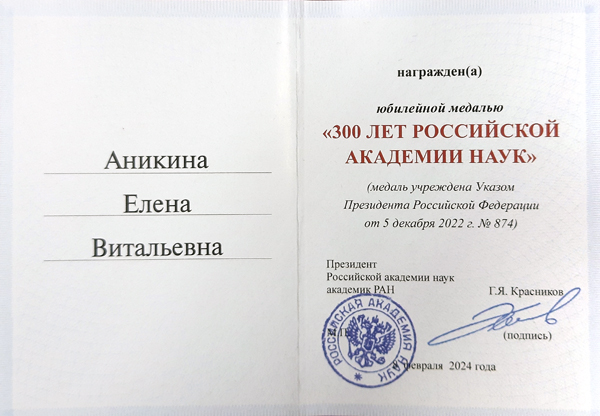 Аникина
Елена
Витальевна
награжден(а)
юбилейной медалью
«300 ЛЕТ РОССИЙСКОЙ
АКАДЕМИИ НАУК»
(медаль учреждена Указом
Президента Российской Федерации
от 5 декабря 2022 г. № 874)
Президент
Российской академии наук
академик РАН Г.Я. Красников
(подпись)
РОССИЙСКАЯ АКАДЕМИЯ НАУК
февраля 2024 года